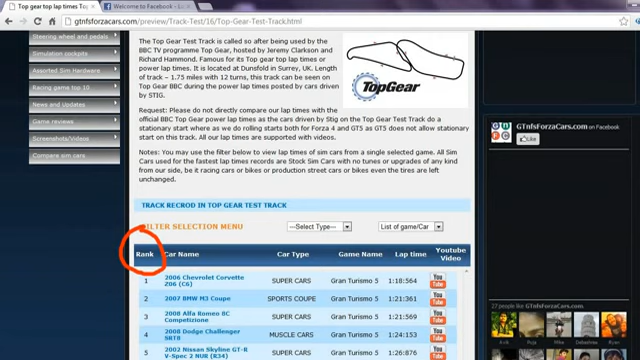 Top gear top lap times Top
Welcome to Facebook - Lo
gtnfsforzacars.com/preview/Track-Test/16/Top-Gear-Test-Track.html
Steering wheel and pedals
Simulation cockpits
Assorted Sim Hardware
Racing game top 10
News and updates
Game reviews
Screenshots/Videos
Compare sim cars
The Top Gear Test Track is called so after being used by the
BBC TV programme Top Gear, hosted by Jeremy Clarkson and
Richard Hammond. Famous for its Top gear top lap times or
power lap times. It is located at Dunsfold in Surrey, UK. Length
of track – 1.75 miles with 12 turns, this track can be seen on
Top Gear BBC during the power lap times posted by cars driven
by STIG.
TopGear
Request: Please do not directly compare our lap times with the
official BBC Top Gear power lap times as the cars driven by Stig on the Top Gear Test Track do a
stationary start where as we do rolling starts both for Forza 4 and GT5 as GT5 does not allow stationary
start on this track. All our lap times are supported with videos.
Notes: You may use the filter below to view lap times of sim cars from a single selected game. All Sim
Cars used for the fastest lap times records are Stock Sim Cars with no tunes or upgrades of any kind
from our side, be it racing cars or bikes or production street cars or bikes even the tires are left
unchanged.
TRACK RECROD IN TOP GEAR TEST TRACK
FILTER SELECTION MENU
---Select Type---
List of game/Car
Rank Car Name Car Type Game Name Lap time Youtube Video
1 2006 Chevrolet Corvette Z06 (C6) SUPER CARS Gran Turismo 5 1:18:564 YouTube
2 2007 BMW M3 Coupe SPORTS COUPE Gran Turismo 5 1:21:361 YouTube
3 2008 Alfa Romeo 8C Competizione SUPER CARS Gran Turismo 5 1:21:389 YouTube
4 2008 Dodge Challenger SRT8 MUSCLE CARS Gran Turismo 5 1:24:153 YouTube
5 2002 Nissan Skyline GT-R V-Spec 2 NUR (R34) SUPER CARS Gran Turismo 5 1:26:876 You
GTnfsForzaCars.com on Facebook
Like
27 people like GTnfsForzaCars.com